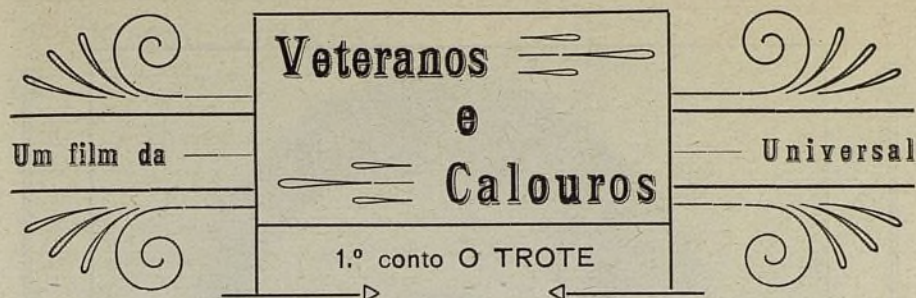 Veteranos
e
Um film da
Universal
Calouros
1.º conto O TROTE